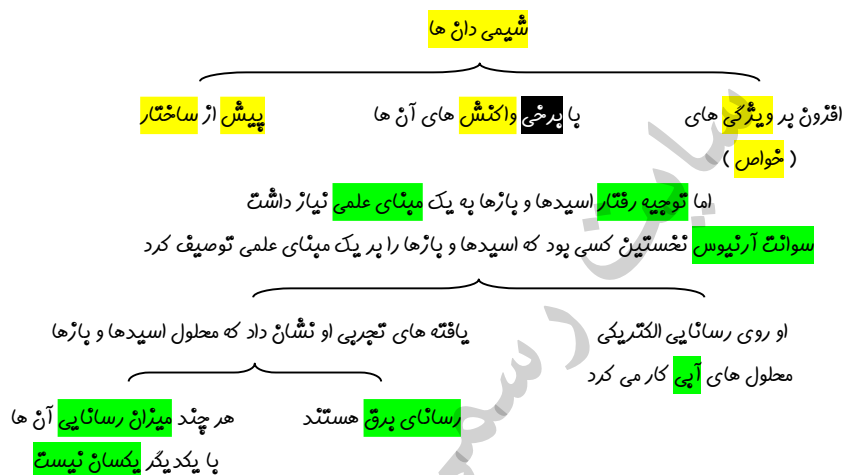 شیمی دان ها
افزون بر ویژگی های
( خواص )
با برخی واکنش های آن ها
پیش از ساختار
اما توجیه رفتار اسیدها و بازها به یک مبنای علمی نیاز داشت
سوانت آرنیوس نخستین کسی بود که اسیدها و بازها را بر یک مبنای علمی توصیف کرد
او روی رسانایی الکتریکی
محلول های آبی کار می کرد
یافته های تجربی او نشان داد که محلول اسیدها و بازها
رسانای برق هستند
هر چند میزان رسانایی آن ها
با یکدیگر یکسان نیست
سایت رسم